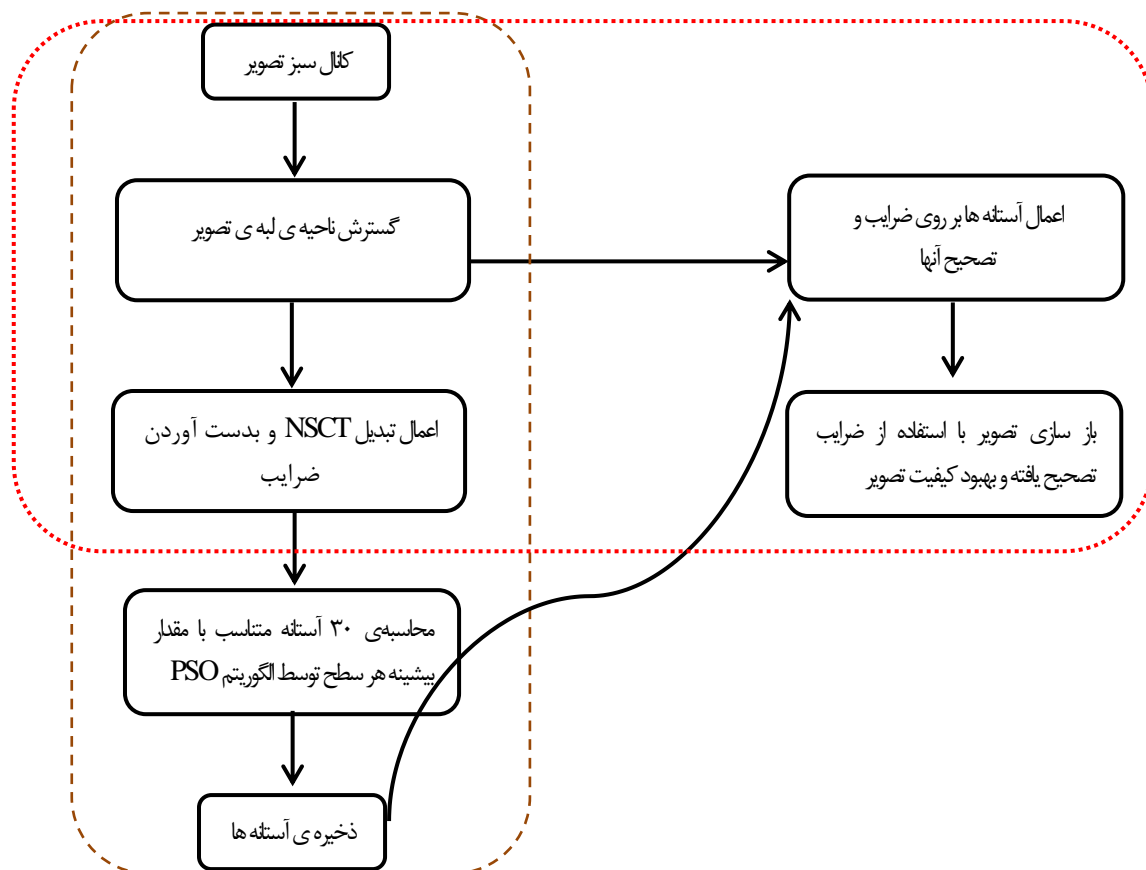 کانال سبز تصویر
گسترش ناحیه ی لبه ی تصویر
اعمال تبدیل NSCT و بدست آوردن
ضرایب
محاسبه‌ی ۳۰ آستانه متناسب با مقدار
بیشینه هر سطح توسط الگوریتم PSO
ذخیره ی آستانه ها
اعمال آستانه ها بر روی ضرایب و
تصحیح آنها
باز سازی تصویر با استفاده از ضرایب
تصحیح یافته و بهبود کیفیت تصویر